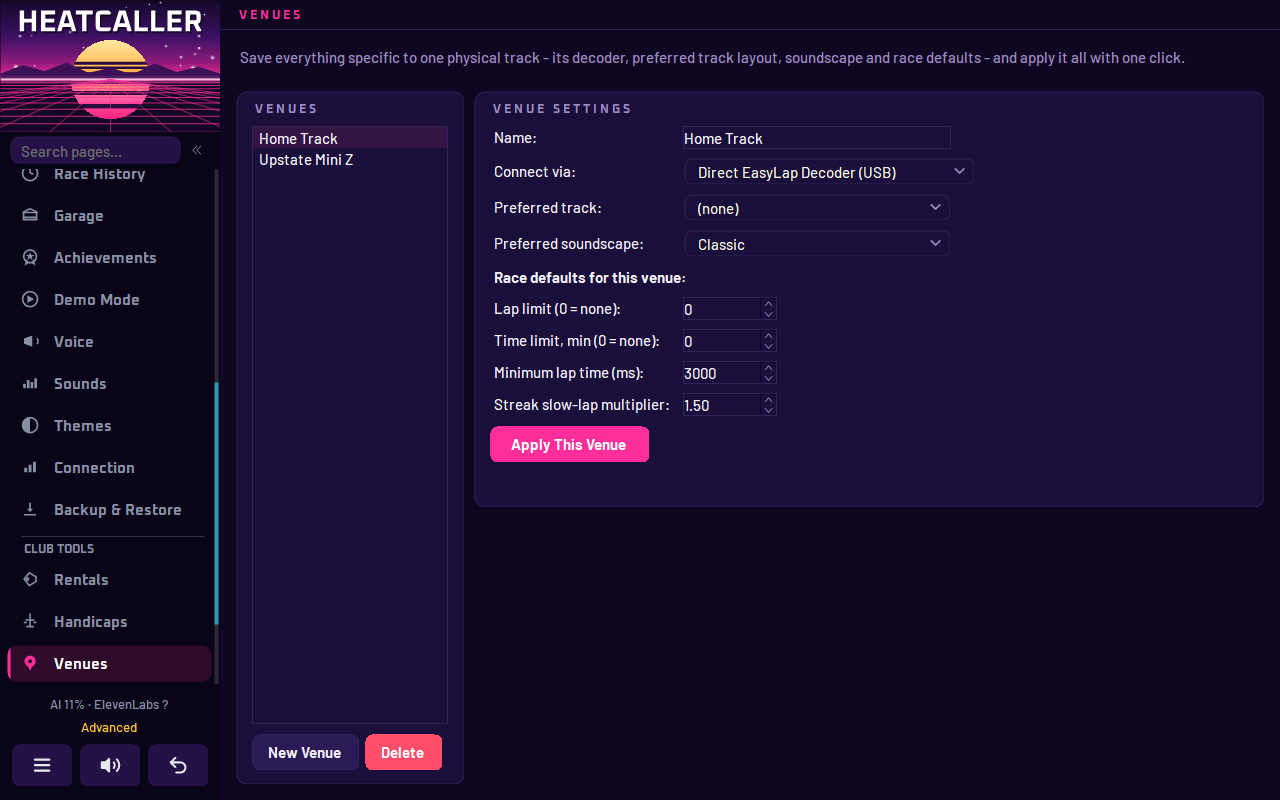 HEATCALLER
Search pages...
Race History
Garage
Achievements
Demo Mode
Voice
Sounds
Themes
Connection
Backup & Restore
CLUB TOOLS
Rentals
Handicaps
Venues
AI 11% · ElevenLabs ?
Advanced
VENUES
Save everything specific to one physical track - its decoder, preferred track layout, soundscape and race defaults - and apply it all with one click.
VENUES
Home Track
Upstate Mini Z
New Venue
Delete
VENUE SETTINGS
Name: Home Track
Connect via: Direct EasyLap Decoder (USB)
Preferred track: (none)
Preferred soundscape: Classic
Race defaults for this venue:
Lap limit (0 = none): 0
Time limit, min (0 = none): 0
Minimum lap time (ms): 3000
Streak slow-lap multiplier: 1.50
Apply This Venue